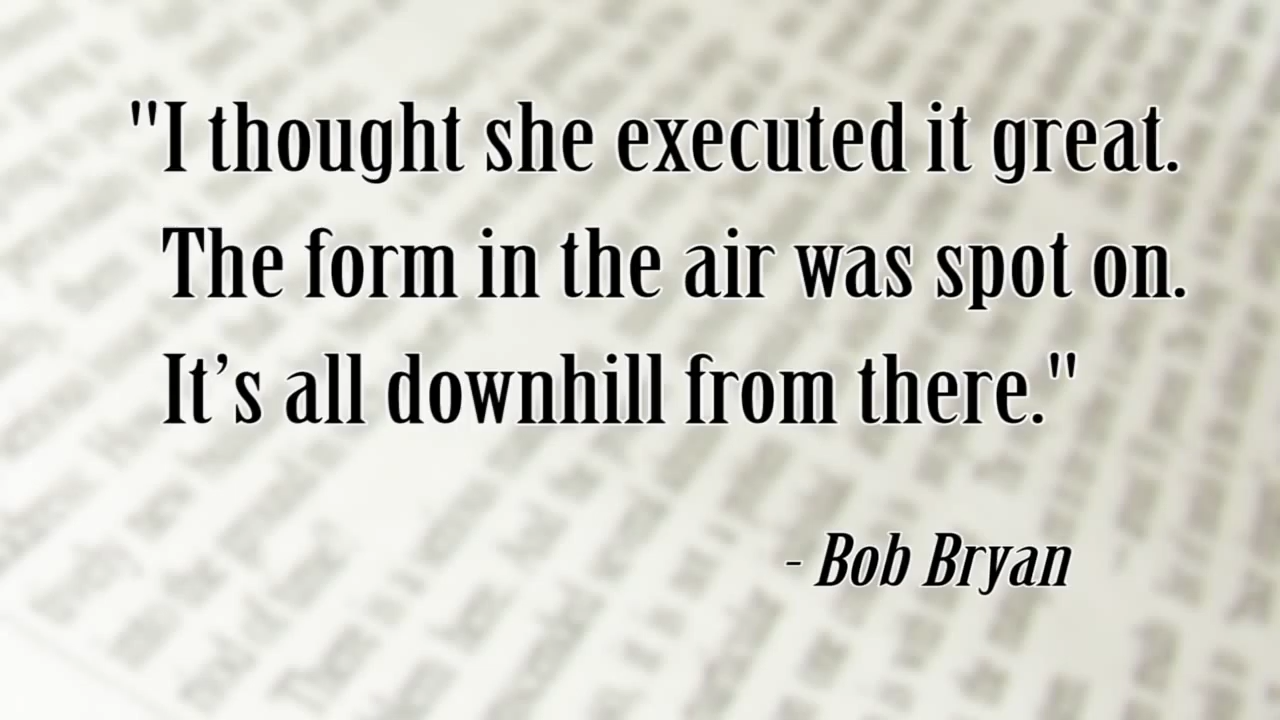 "I thought she executed it great.
The form in the air was spot on.
It’s all downhill from there."
- Bob Bryan